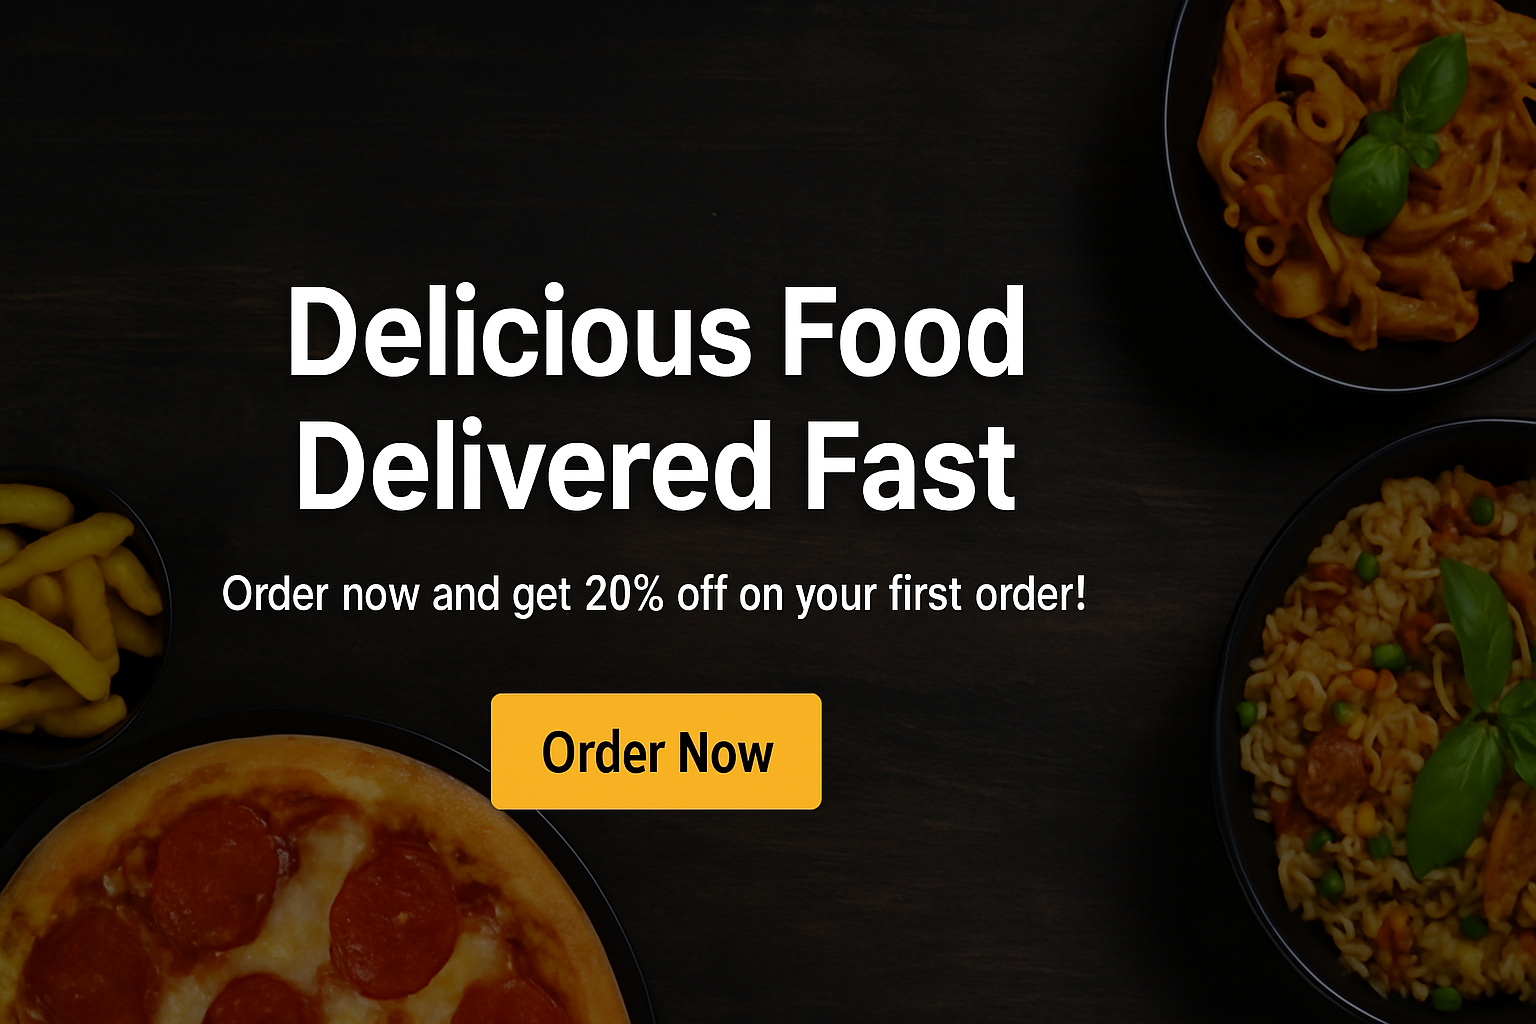 Delicious Food
Delivered Fast
Order now and get 20% off on your first order!
Order Now